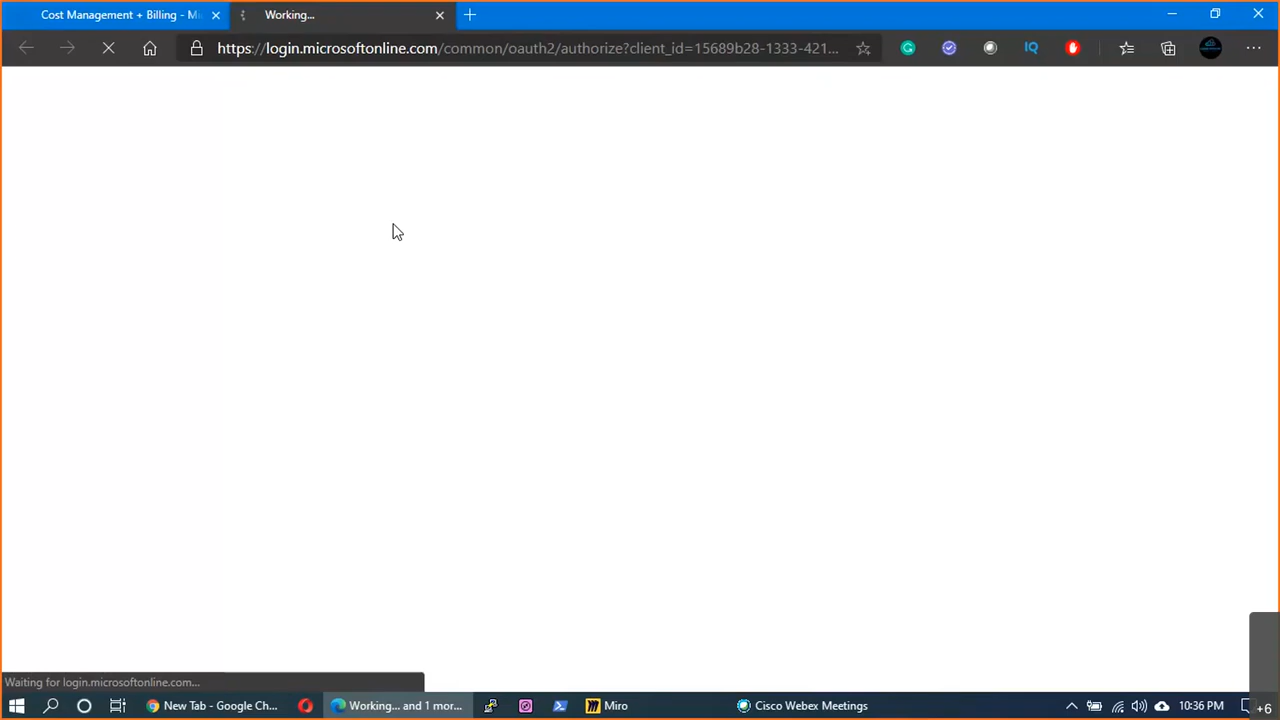 Cost Management + Billing - Mi
Working...
https://login.microsoftonline.com/common/oauth2/authorize?client_id=15689b28-1333-421...
IQ
Waiting for login.microsoftonline.com...
New Tab - Google Ch...
Working... and 1 mor...
Miro
Cisco Webex Meetings
10:36 PM
+6